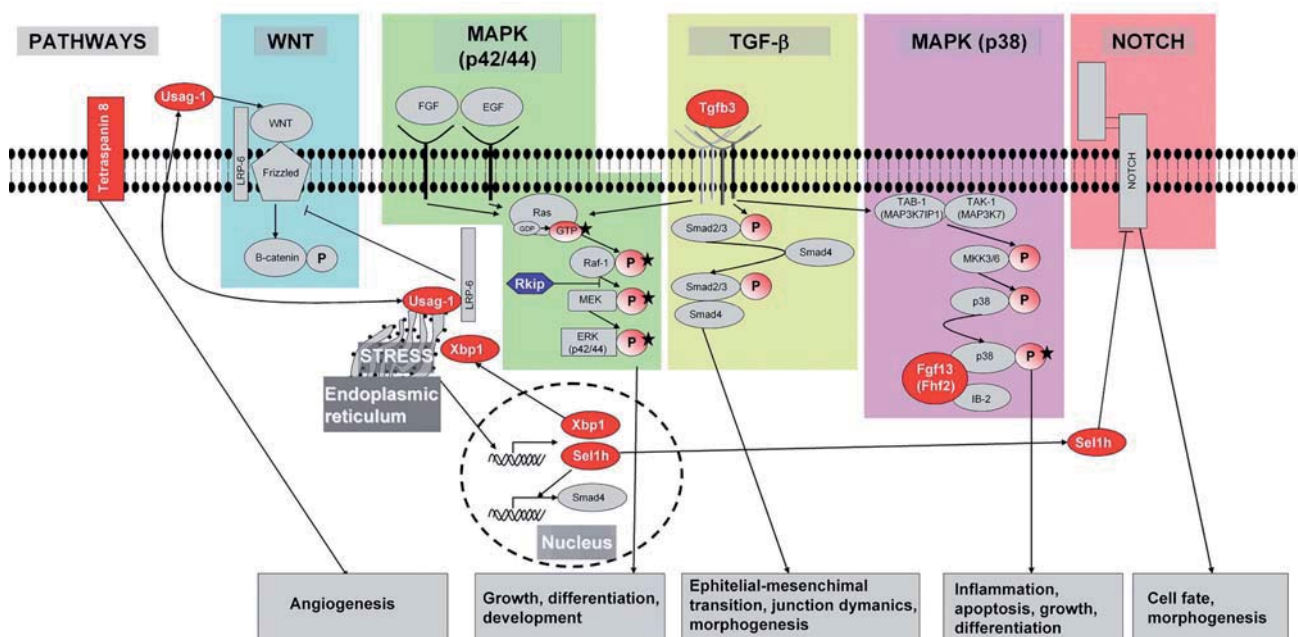 PATHWAYS
WNT
MAPK
(p42/44)
TGF-β
MAPK (p38)
NOTCH
Tetraspanin 8
Usag-1
WNT
LRP-6
Frizzled
B-catenin
P
FGF
EGF
Ras
GDP
GTP
Raf-1
P
Rkip
MEK
P
ERK
(p42/44)
P
Tgfb3
Smad2/3
P
Smad4
Smad2/3
P
Smad4
TAB-1
(MAP3K7IP1)
TAK-1
(MAP3K7)
MKK3/6
P
p38
P
p38
P
Fgf13
(Fhf2)
IB-2
NOTCH
Usag-1
LRP-6
STRESS
Xbp1
Endoplasmic
reticulum
Xbp1
Sel1h
Smad4
Nucleus
Sel1h
Angiogenesis
Growth, differentiation,
development
Ephitelial-mesenchimal
transition, junction dymanics,
morphogenesis
Inflammation,
apoptosis, growth,
differentiation
Cell fate,
morphogenesis